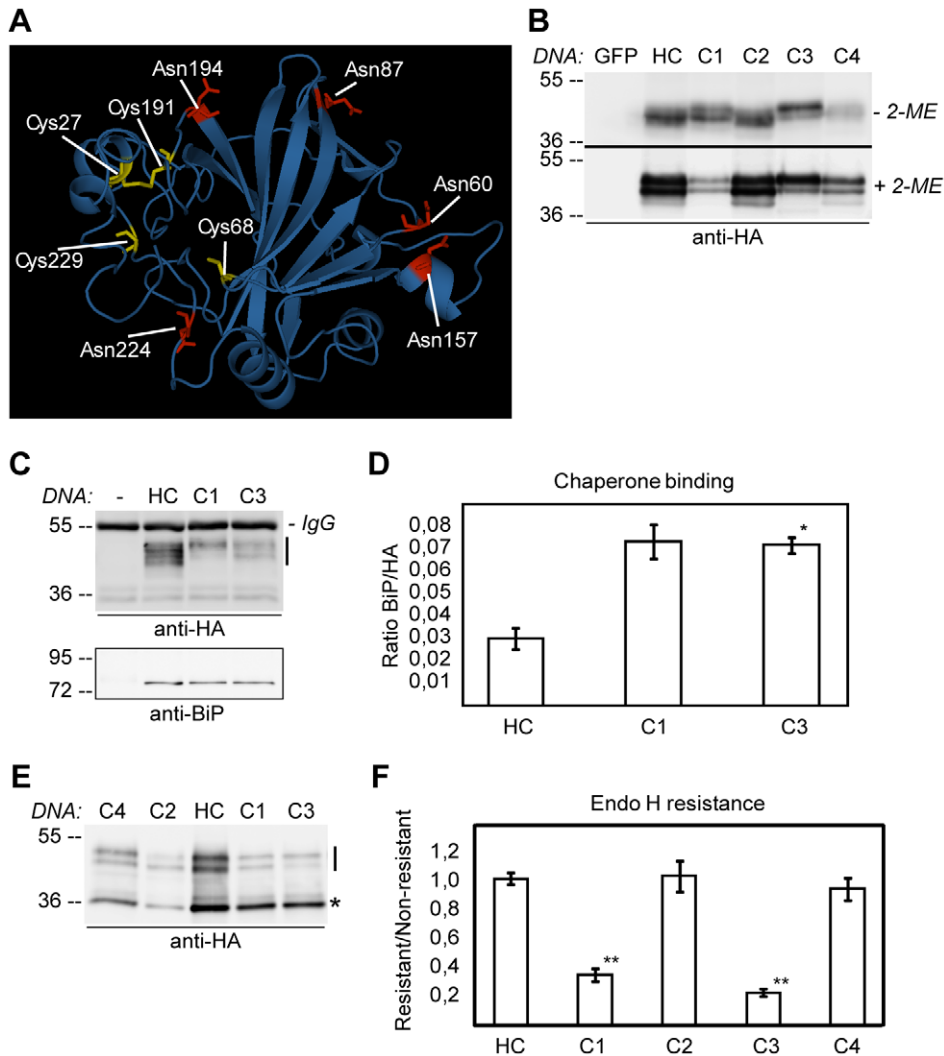 A
Asn194
Asn87
Cys191
Cys27
Asn60
Cys68
Cys229
Asn224
Asn157
B
DNA: GFP HC C1 C2 C3 C4
55 --
- 2-ME
36 --
55 --
+ 2-ME
36 --
anti-HA
C
DNA: - HC C1 C3
55 --
- IgG
36 --
anti-HA
95 --
72 --
anti-BiP
D
Chaperone binding
Ratio BiP/HA
0,08
0,07
0,06
0,05
0,04
0,03
0,02
0,01
*
HC C1 C3
E
DNA: C4 C2 HC C1 C3
55 --
36 --
*
anti-HA
F
Endo H resistance
Resistant/Non-resistant
1,2
1,0
0,8
0,6
0,4
0,2
**
**
HC C1 C2 C3 C4